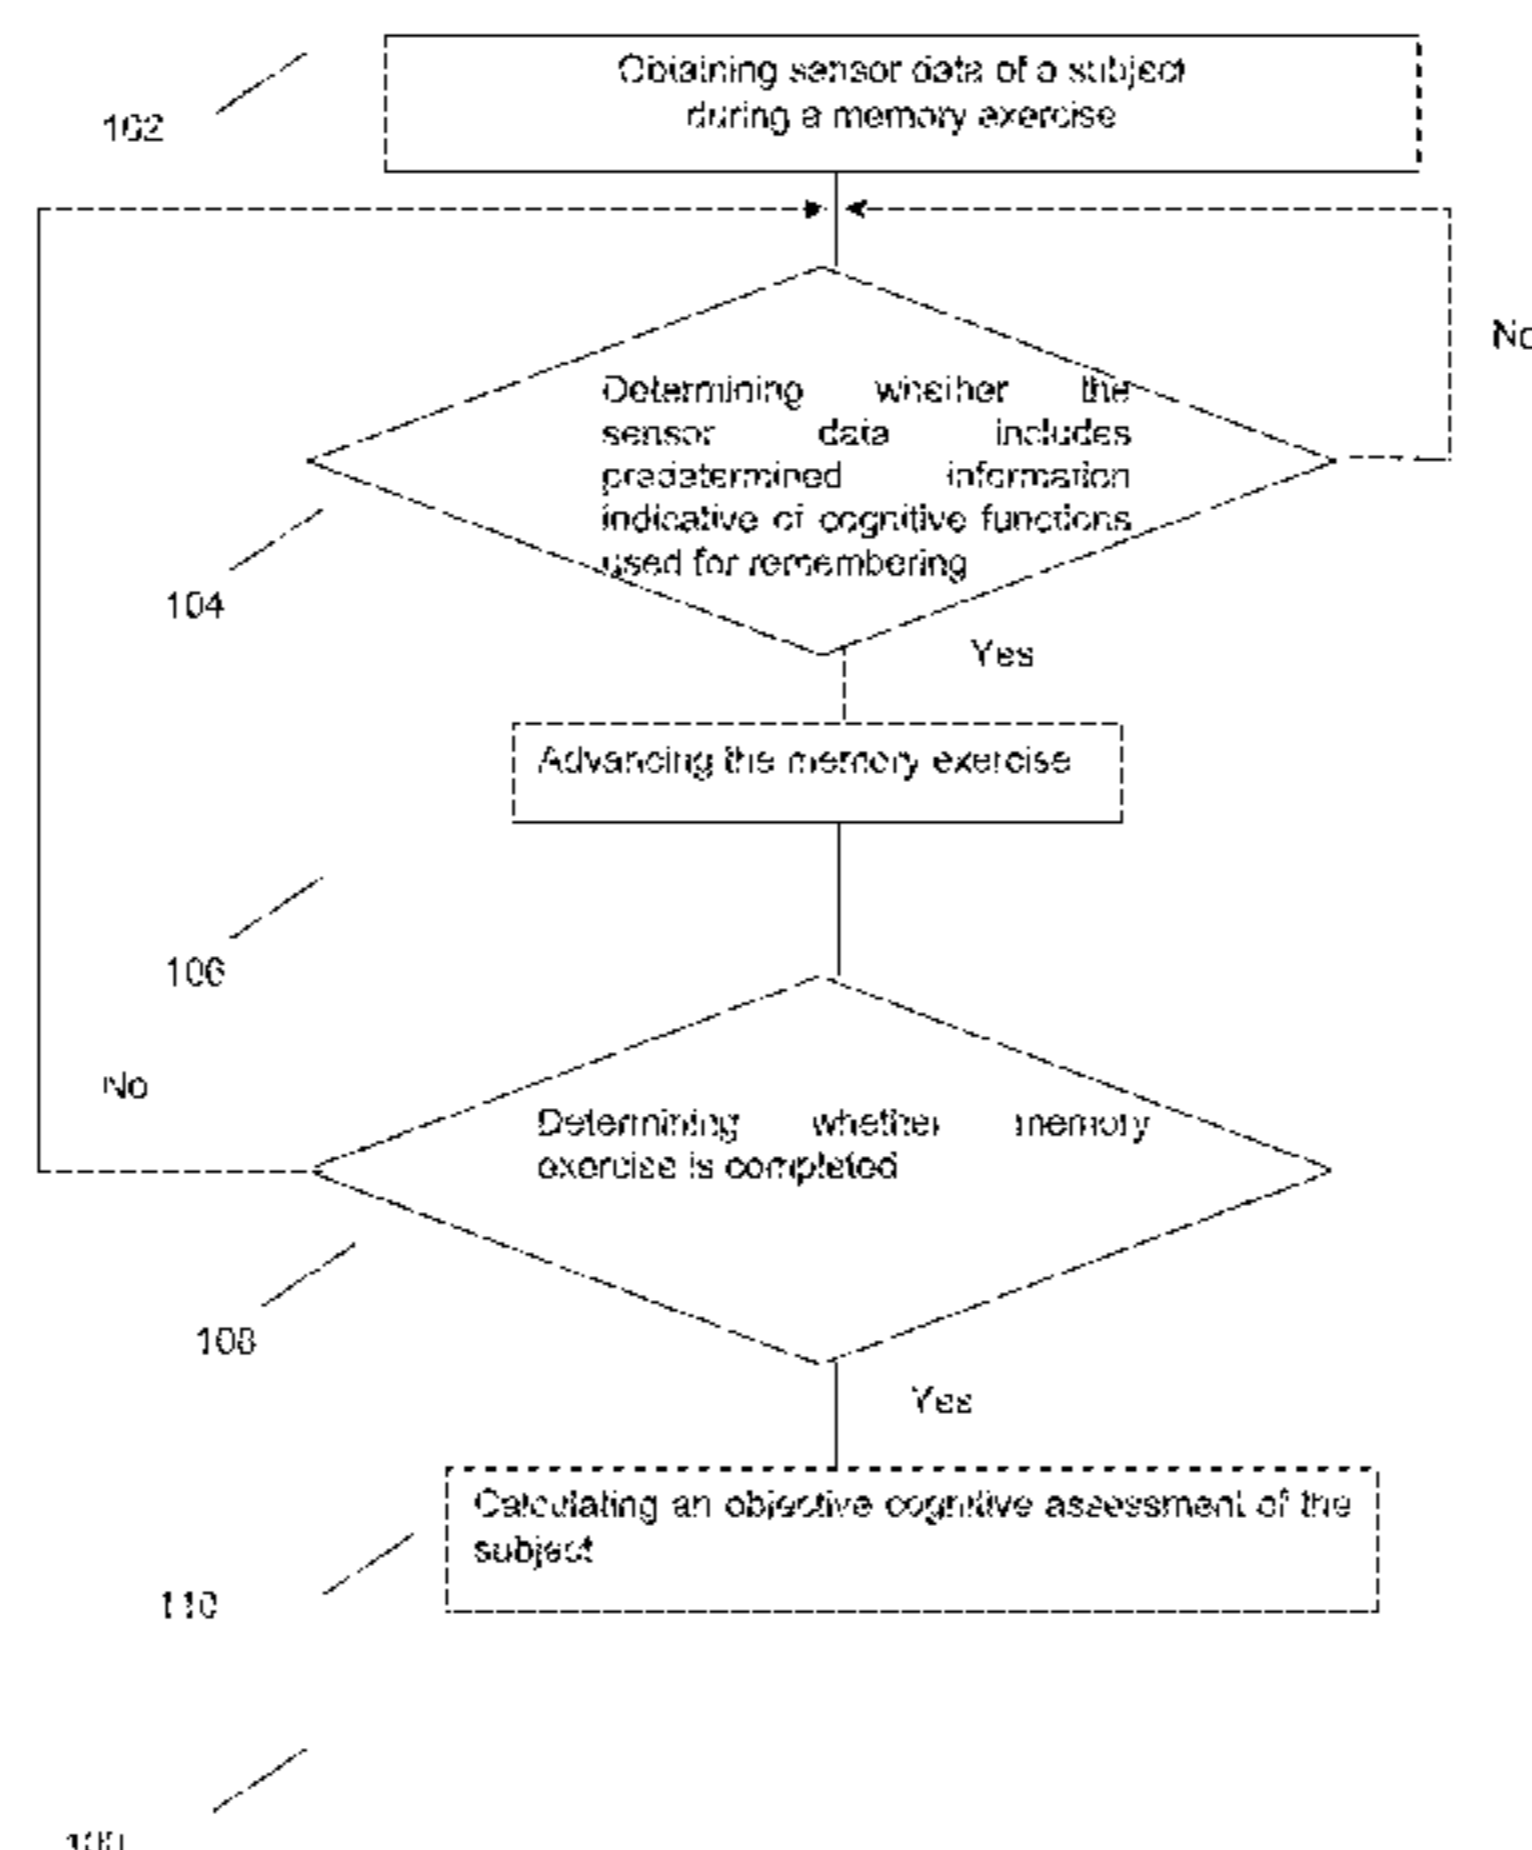 Obtaining sensor data of a subject
during a memory exercise
102
No
Determining whether the
sensor data includes
predetermined information
indicative of cognitive functions
used for remembering
104
Yes
Advancing the memory exercise
106
No
Determining whether memory
exercise is completed
108
Yes
Calculating an objective cognitive assessment of the
subject
110
100